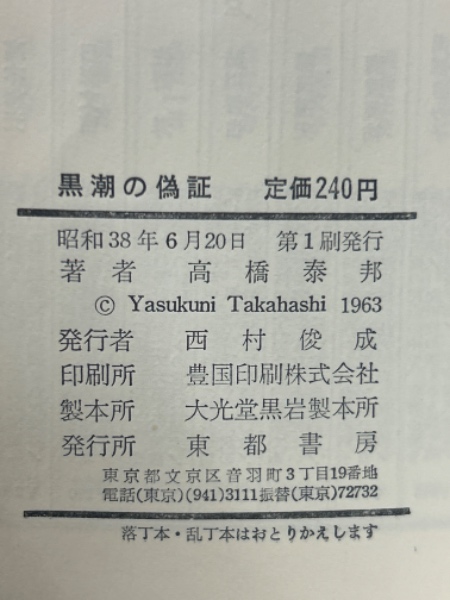 黒潮の偽証 定価240円
昭和38年6月20日 第1刷発行
著者 高橋泰邦
© Yasukuni Takahashi 1963
発行者 西村俊成
印刷所 豊国印刷株式会社
製本所 大光堂黒岩製本所
発行所 東都書房
東京都文京区音羽町3丁目19番地
電話(東京)(941)3111振替(東京)72732
落丁本・乱丁本はおとりかえします